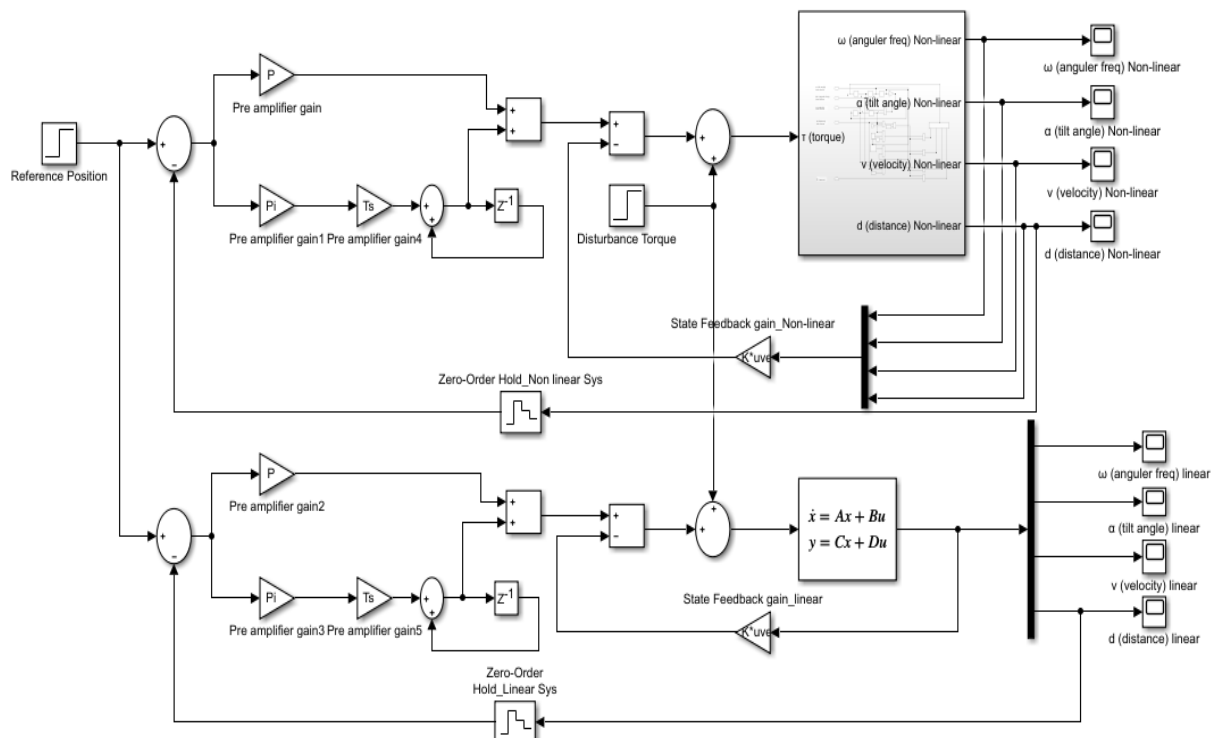 ω (anguler freq) Non-linear
ω (anguler freq) Non-linear
P
Pre amplifier gain
α (tilt angle) Non-linear
α (tilt angle) Non-linear
+
+
+
−
+
+
τ (torque)
Reference Position
+
−
v (velocity) Non-linear
v (velocity) Non-linear
Pi
Ts
+
+
Z-1
Pre amplifier gain1
Pre amplifier gain4
Disturbance Torque
d (distance) Non-linear
d (distance) Non-linear
State Feedback gain_Non-linear
K*uve
Zero-Order Hold_Non linear Sys
P
Pre amplifier gain2
ω (anguler freq) linear
+
+
+
−
+
+
ẋ = Ax + Bu
y = Cx + Du
α (tilt angle) linear
+
−
v (velocity) linear
Pi
Ts
+
+
Z-1
Pre amplifier gain3
Pre amplifier gain5
State Feedback gain_linear
K*uve
d (distance) linear
Zero-Order
Hold_Linear Sys